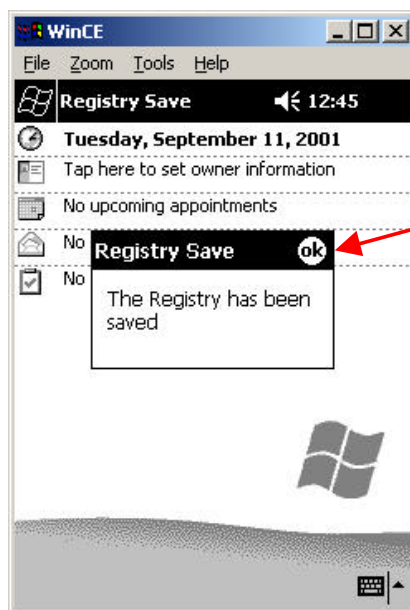 WinCE
File Zoom Tools Help
Registry Save 12:45
Tuesday, September 11, 2001
Tap here to set owner information
No upcoming appointments
No
Registry Save ok
No
The Registry has been
saved